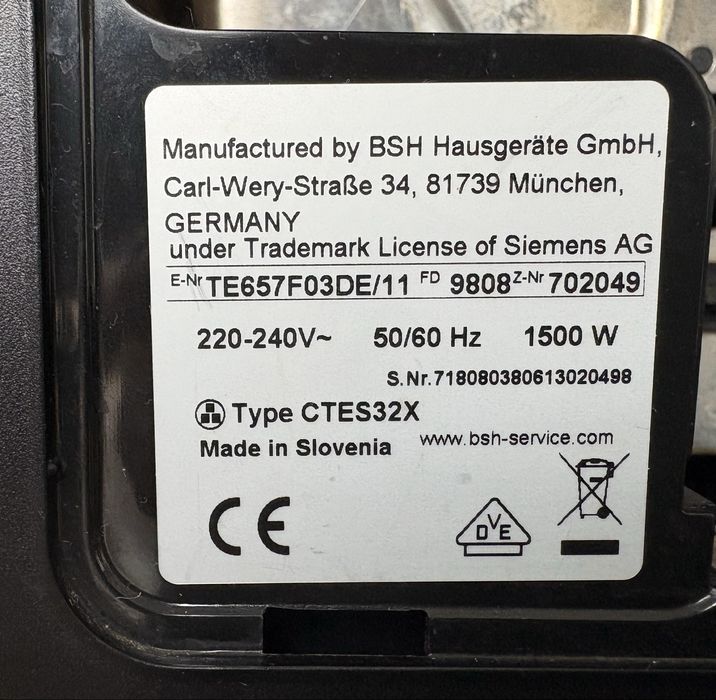 Manufactured by BSH Hausgeräte GmbH,
Carl-Wery-Straße 34, 81739 München,
GERMANY
under Trademark License of Siemens AG
E-Nr TE657F03DE/11 FD 9808 Z-Nr 702049
220-240V~ 50/60 Hz 1500 W
S.Nr.718080380613020498
Type CTES32X
Made in Slovenia www.bsh-service.com
CE
DVE